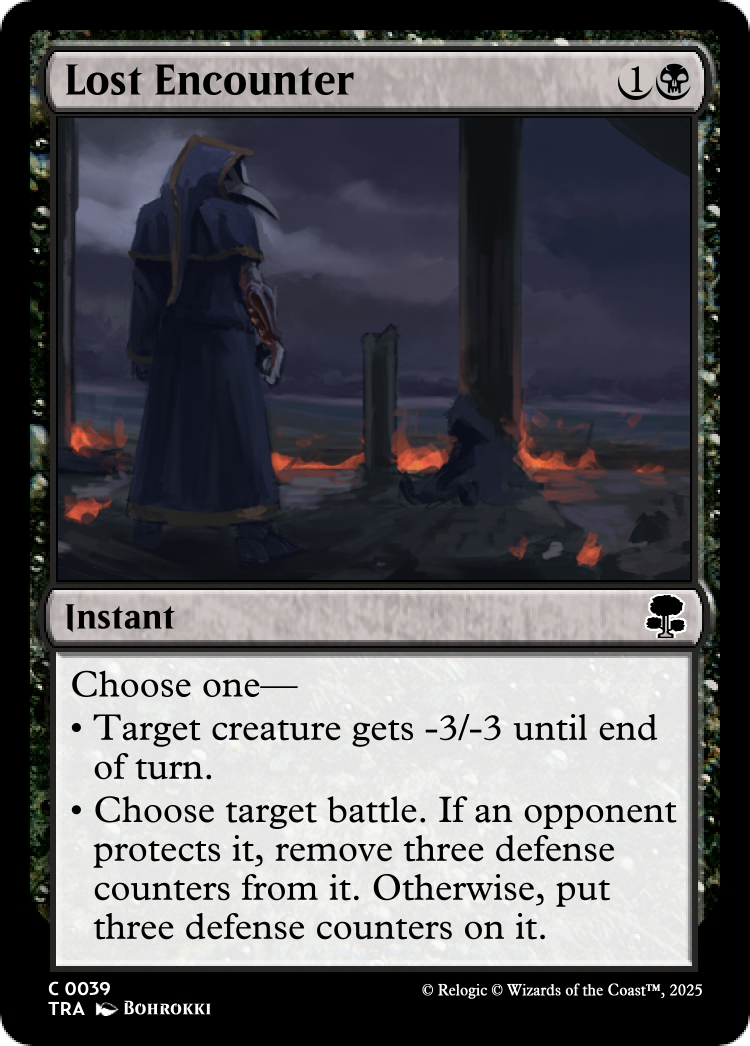 Lost Encounter 1
Instant
Choose one—
• Target creature gets -3/-3 until end
of turn.
• Choose target battle. If an opponent
protects it, remove three defense
counters from it. Otherwise, put
three defense counters on it.
C 0039
TRA Bohrokki
© Relogic © Wizards of the Coast™, 2025